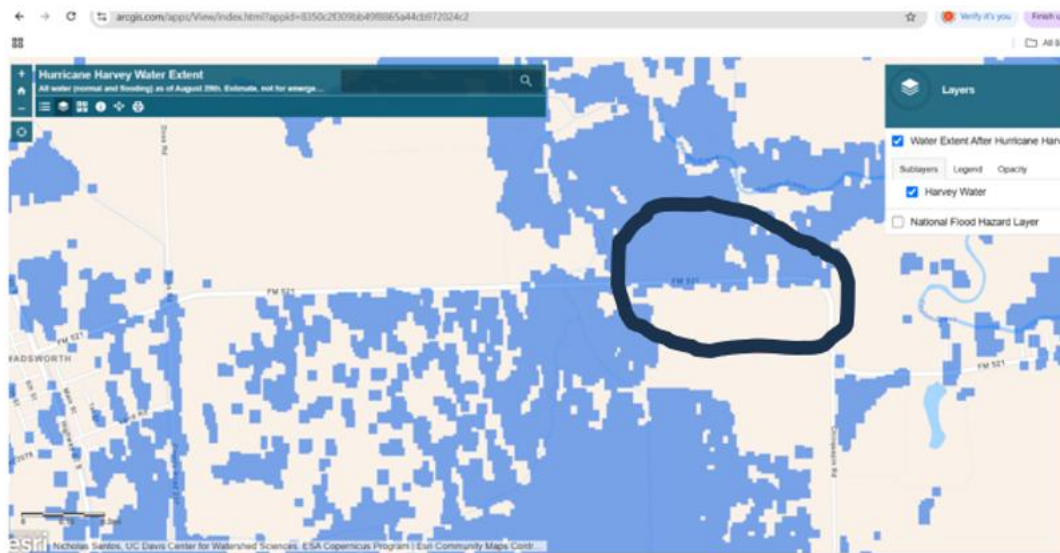 arcgis.com/apps/View/index.html?appid=8350c2f309bb49f8865a44cb972024c2
Verify it's you
Finish u
All B
Hurricane Harvey Water Extent
All water (normal and flooding) as of August 29th. Estimate, not for emerge...
Layers
Water Extent After Hurricane Harv
Sublayers Legend Opacity
Harvey Water
National Flood Hazard Layer
FM 521
FM 521
FM 521
FM 521
ADSWORTH
esri
Nicholas Santos, UC Davis Center for Watershed Sciences. ESA Copernicus Program | Esri Community Maps Contr...